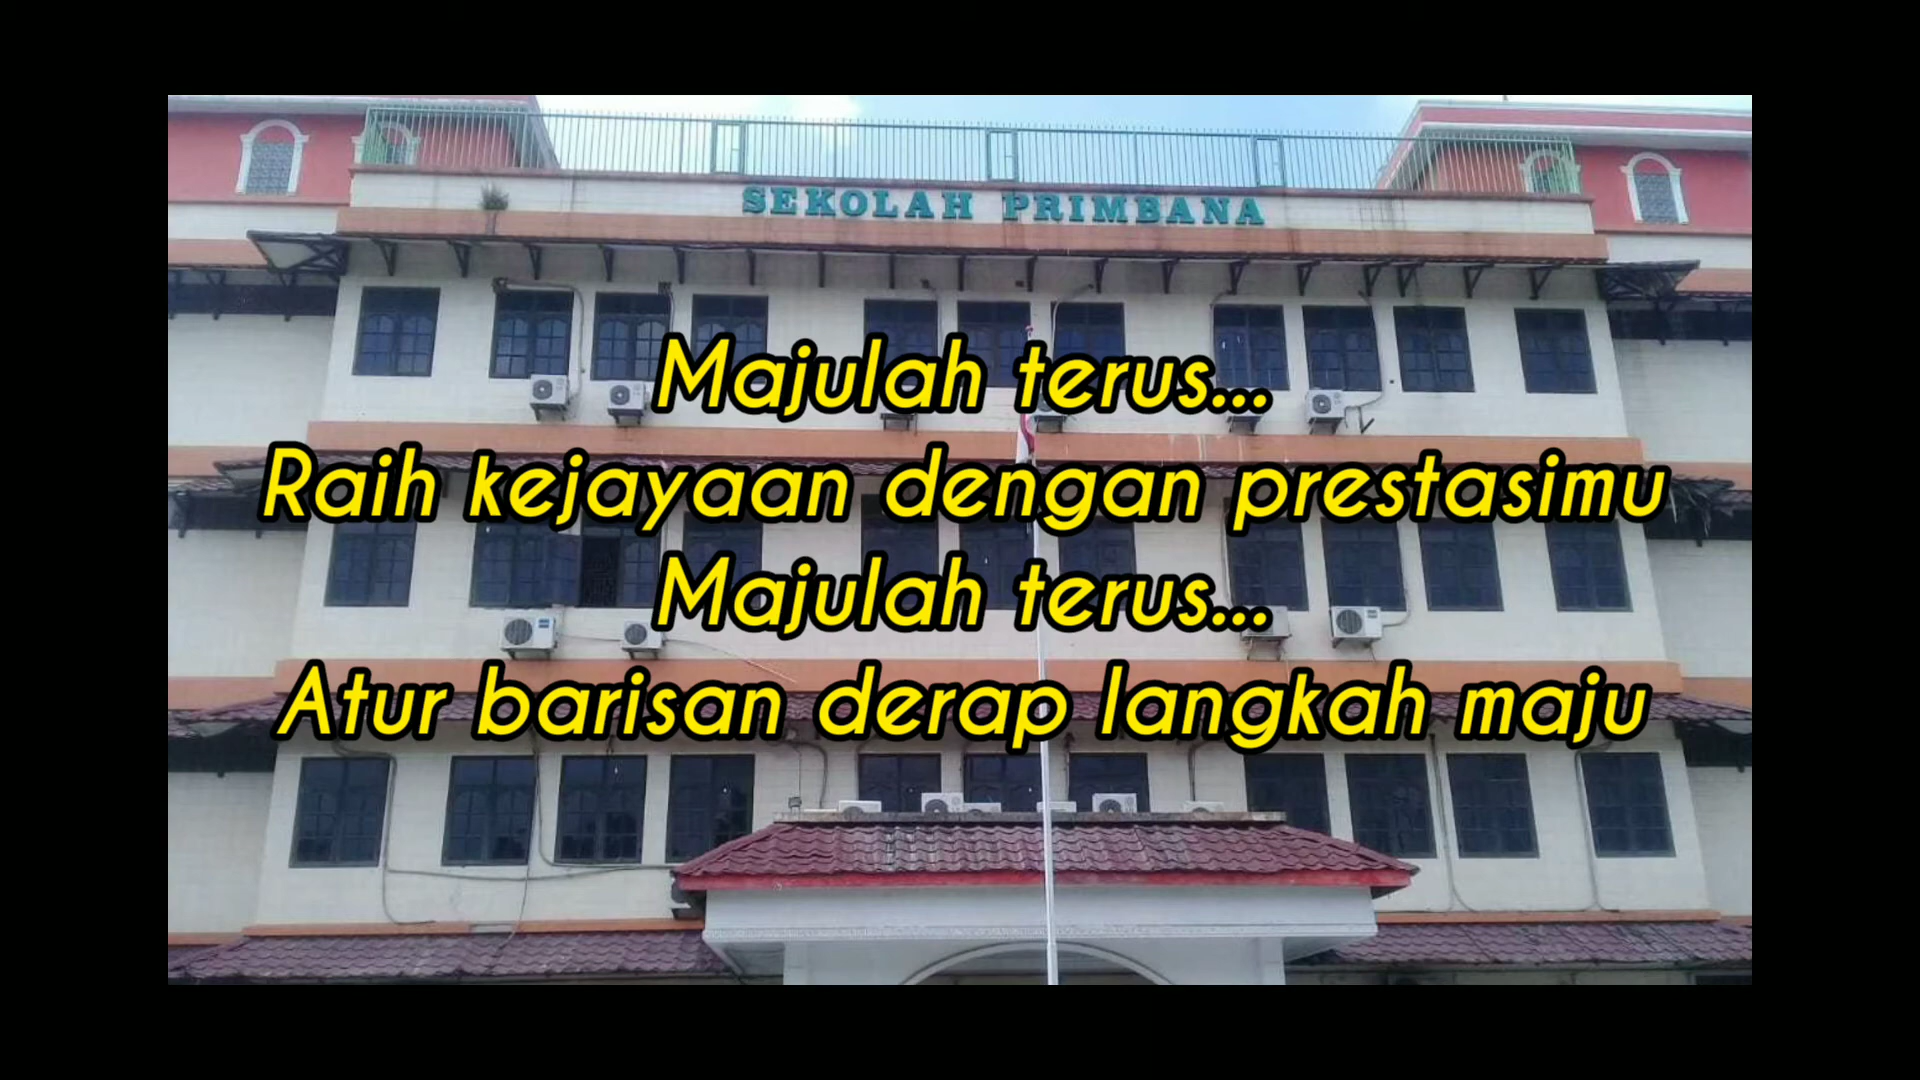 SEKOLAH PRIMBANA
Majulah terus...
Raih kejayaan dengan prestasimu
Majulah terus...
Atur barisan derap langkah maju